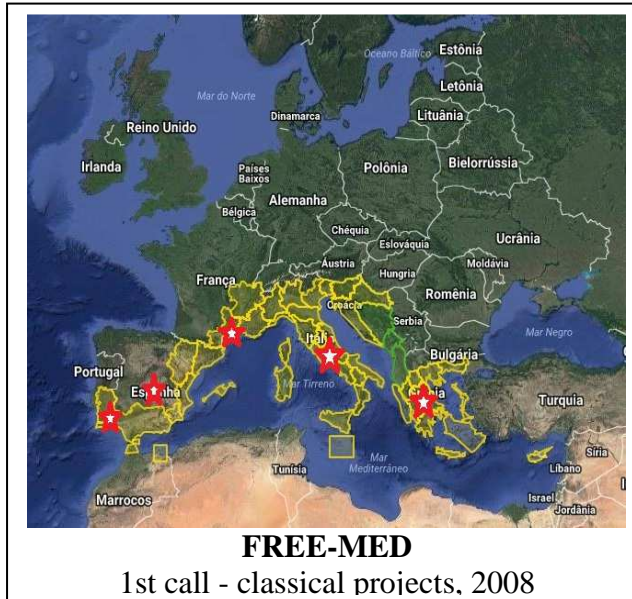 Oceano Báltico
Estônia
Mar do Norte
Letônia
Dinamarca
Lituânia
Reino Unido
Irlanda
Países
Baixos
Polônia
Bielorrússia
Alemanha
Bélgica
Chéquia
Ucrânia
Eslováquia
Moldávia
Áustria
Hungria
França
Romênia
Croácia
Sérbia
Mar Negro
Itália
Bulgária
Portugal
Espanha
Mar Tirreno
Turquia
Síria
Mar
Mediterrâneo
Líbano
Tunísia
Israel
Marrocos
Jordânia
FREE-MED
1st call - classical projects, 2008